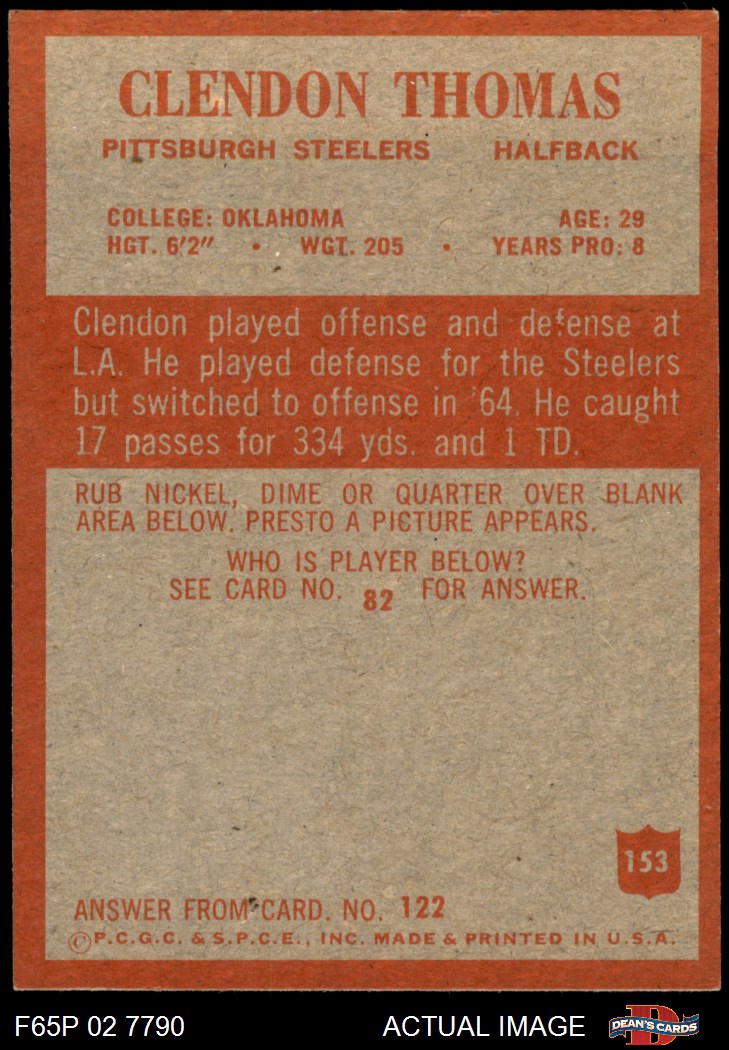 CLENDON THOMAS
PITTSBURGH STEELERS HALFBACK
COLLEGE: OKLAHOMA AGE: 29
HGT. 6'2" • WGT. 205 • YEARS PRO: 8
Clendon played offense and defense at
L.A. He played defense for the Steelers
but switched to offense in '64. He caught
17 passes for 334 yds. and 1 TD.
RUB NICKEL, DIME OR QUARTER OVER BLANK
AREA BELOW. PRESTO A PICTURE APPEARS.
WHO IS PLAYER BELOW?
SEE CARD NO. 82 FOR ANSWER.
153
ANSWER FROM CARD. NO. 122
©P.C.G.C. & S.P.C.E., INC. MADE & PRINTED IN U.S.A.
F65P 02 7790 ACTUAL IMAGE D DEAN'S CARDS